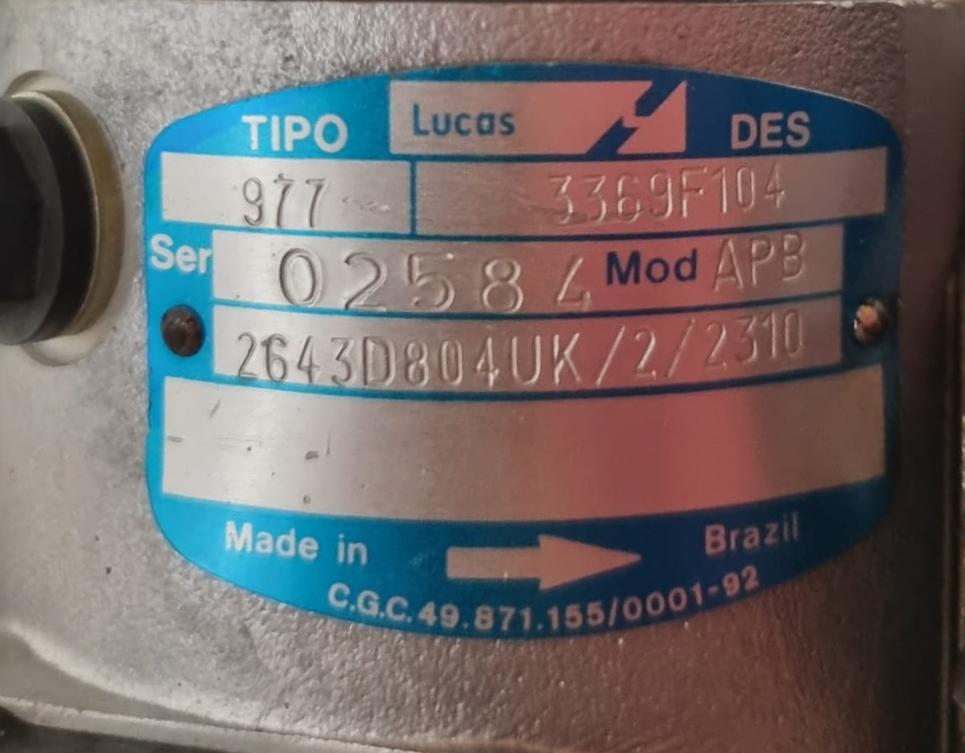 TIPO Lucas DES
977 3369F104
Ser 02584 Mod APB
2643D804UK/2/2310
Made in Brazil
C.G.C. 49.871.155/0001-92